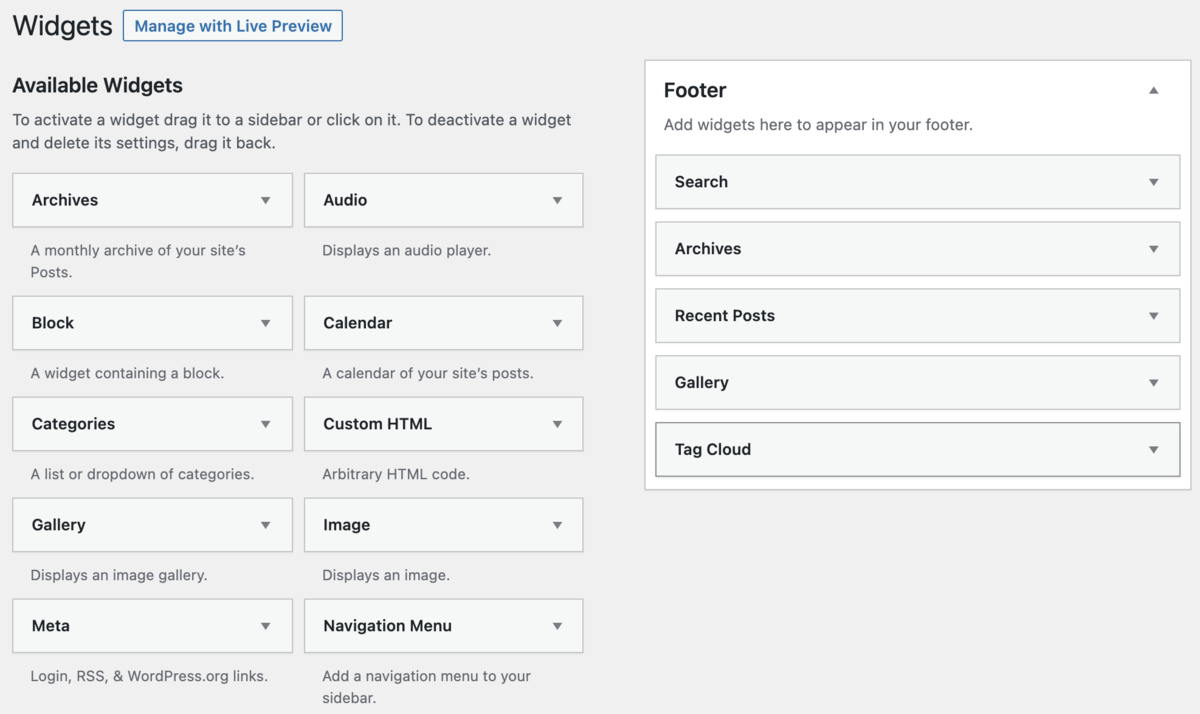 Widgets
Manage with Live Preview
Available Widgets
To activate a widget drag it to a sidebar or click on it. To deactivate a widget
and delete its settings, drag it back.
Archives
A monthly archive of your site’s
Posts.
Audio
Displays an audio player.
Block
A widget containing a block.
Calendar
A calendar of your site’s posts.
Categories
A list or dropdown of categories.
Custom HTML
Arbitrary HTML code.
Gallery
Displays an image gallery.
Image
Displays an image.
Meta
Login, RSS, & WordPress.org links.
Navigation Menu
Add a navigation menu to your
sidebar.
Footer
Add widgets here to appear in your footer.
Search
Archives
Recent Posts
Gallery
Tag Cloud